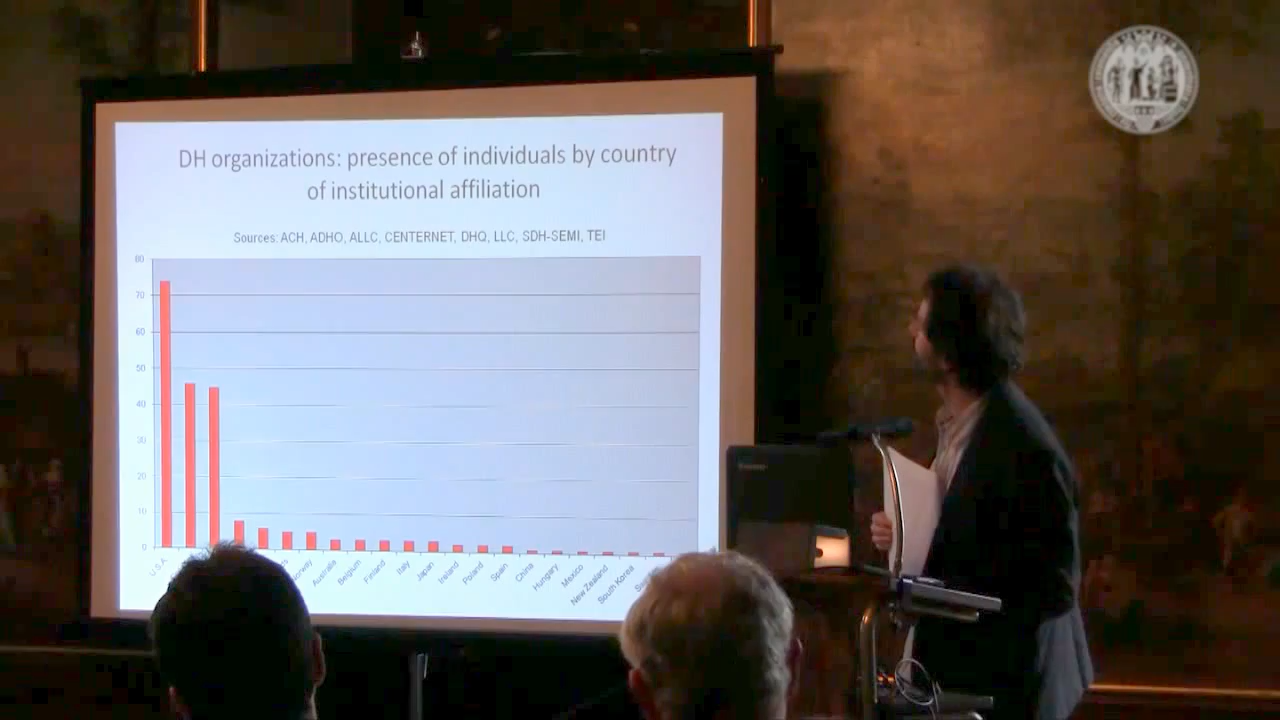 DH organizations: presence of individuals by country
of institutional affiliation
Sources: ACH, ADHO, ALLC, CENTERNET, DHQ, LLC, SDH-SEMI, TEI
80
70
60
50
40
30
20
10
0
U.S.A.
Australia
Belgium
Finland
Italy
Japan
Ireland
Poland
Spain
China
Hungary
Mexico
New Zealand
South Korea